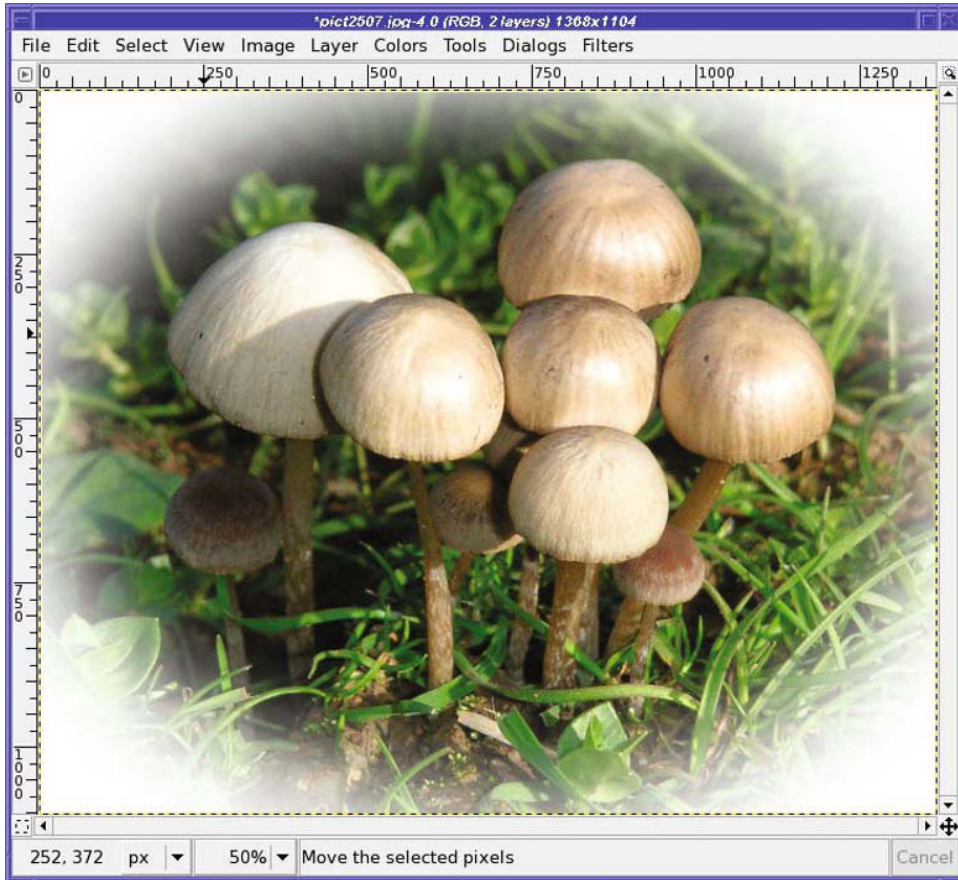 *pict2507.jpg-4.0 (RGB, 2 layers) 1368x1104
File Edit Select View Image Layer Colors Tools Dialogs Filters
0 250 500 750 1000 1250
0
250
500
750
1000
252, 372 px 50% Move the selected pixels Cancel